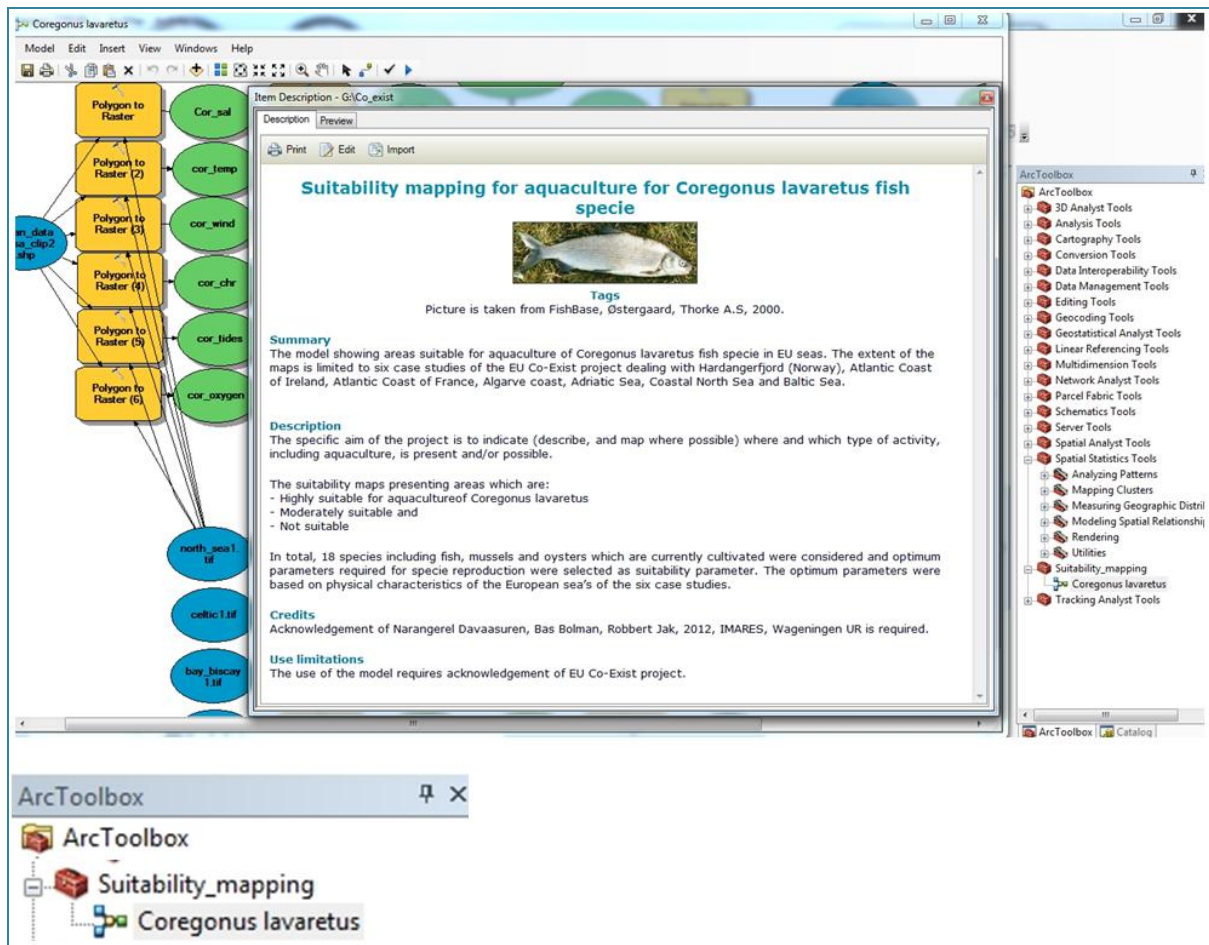 Coregonus lavaretus
Model Edit Insert View Windows Help
Polygon to
Raster
Cor_sal
Polygon to
Raster (2)
cor_temp
Polygon to
Raster (3)
cor_wind
an_data
sa_clip2
.shp
Polygon to
Raster (4)
cor_chr
Polygon to
Raster (5)
cor_tides
Polygon to
Raster (6)
cor_oxygen
north_sea1.
tif
celtic1.tif
bay_biscay
1.tif
Item Description - G:\Co_exist
Description Preview
Print Edit Import
Suitability mapping for aquaculture for Coregonus lavaretus fish
specie
Tags
Picture is taken from FishBase, Østergaard, Thorke A.S, 2000.
Summary
The model showing areas suitable for aquaculture of Coregonus lavaretus fish specie in EU seas. The extent of the
maps is limited to six case studies of the EU Co-Exist project dealing with Hardangerfjord (Norway), Atlantic Coast
of Ireland, Atlantic Coast of France, Algarve coast, Adriatic Sea, Coastal North Sea and Baltic Sea.
Description
The specific aim of the project is to indicate (describe, and map where possible) where and which type of activity,
including aquaculture, is present and/or possible.
The suitability maps presenting areas which are:
- Highly suitable for aquacultureof Coregonus lavaretus
- Moderately suitable and
- Not suitable
In total, 18 species including fish, mussels and oysters which are currently cultivated were considered and optimum
parameters required for specie reproduction were selected as suitability parameter. The optimum parameters were
based on physical characteristics of the European sea's of the six case studies.
Credits
Acknowledgement of Narangerel Davaasuren, Bas Bolman, Robbert Jak, 2012, IMARES, Wageningen UR is required.
Use limitations
The use of the model requires acknowledgement of EU Co-Exist project.
ArcToolbox
ArcToolbox
3D Analyst Tools
Analysis Tools
Cartography Tools
Conversion Tools
Data Interoperability Tools
Data Management Tools
Editing Tools
Geocoding Tools
Geostatistical Analyst Tools
Linear Referencing Tools
Multidimension Tools
Network Analyst Tools
Parcel Fabric Tools
Schematics Tools
Server Tools
Spatial Analyst Tools
Spatial Statistics Tools
Analyzing Patterns
Mapping Clusters
Measuring Geographic Distri
Modeling Spatial Relationshi
Rendering
Utilities
Suitability_mapping
Coregonus lavaretus
Tracking Analyst Tools
ArcToolbox Catalog
ArcToolbox
ArcToolbox
Suitability_mapping
Coregonus lavaretus